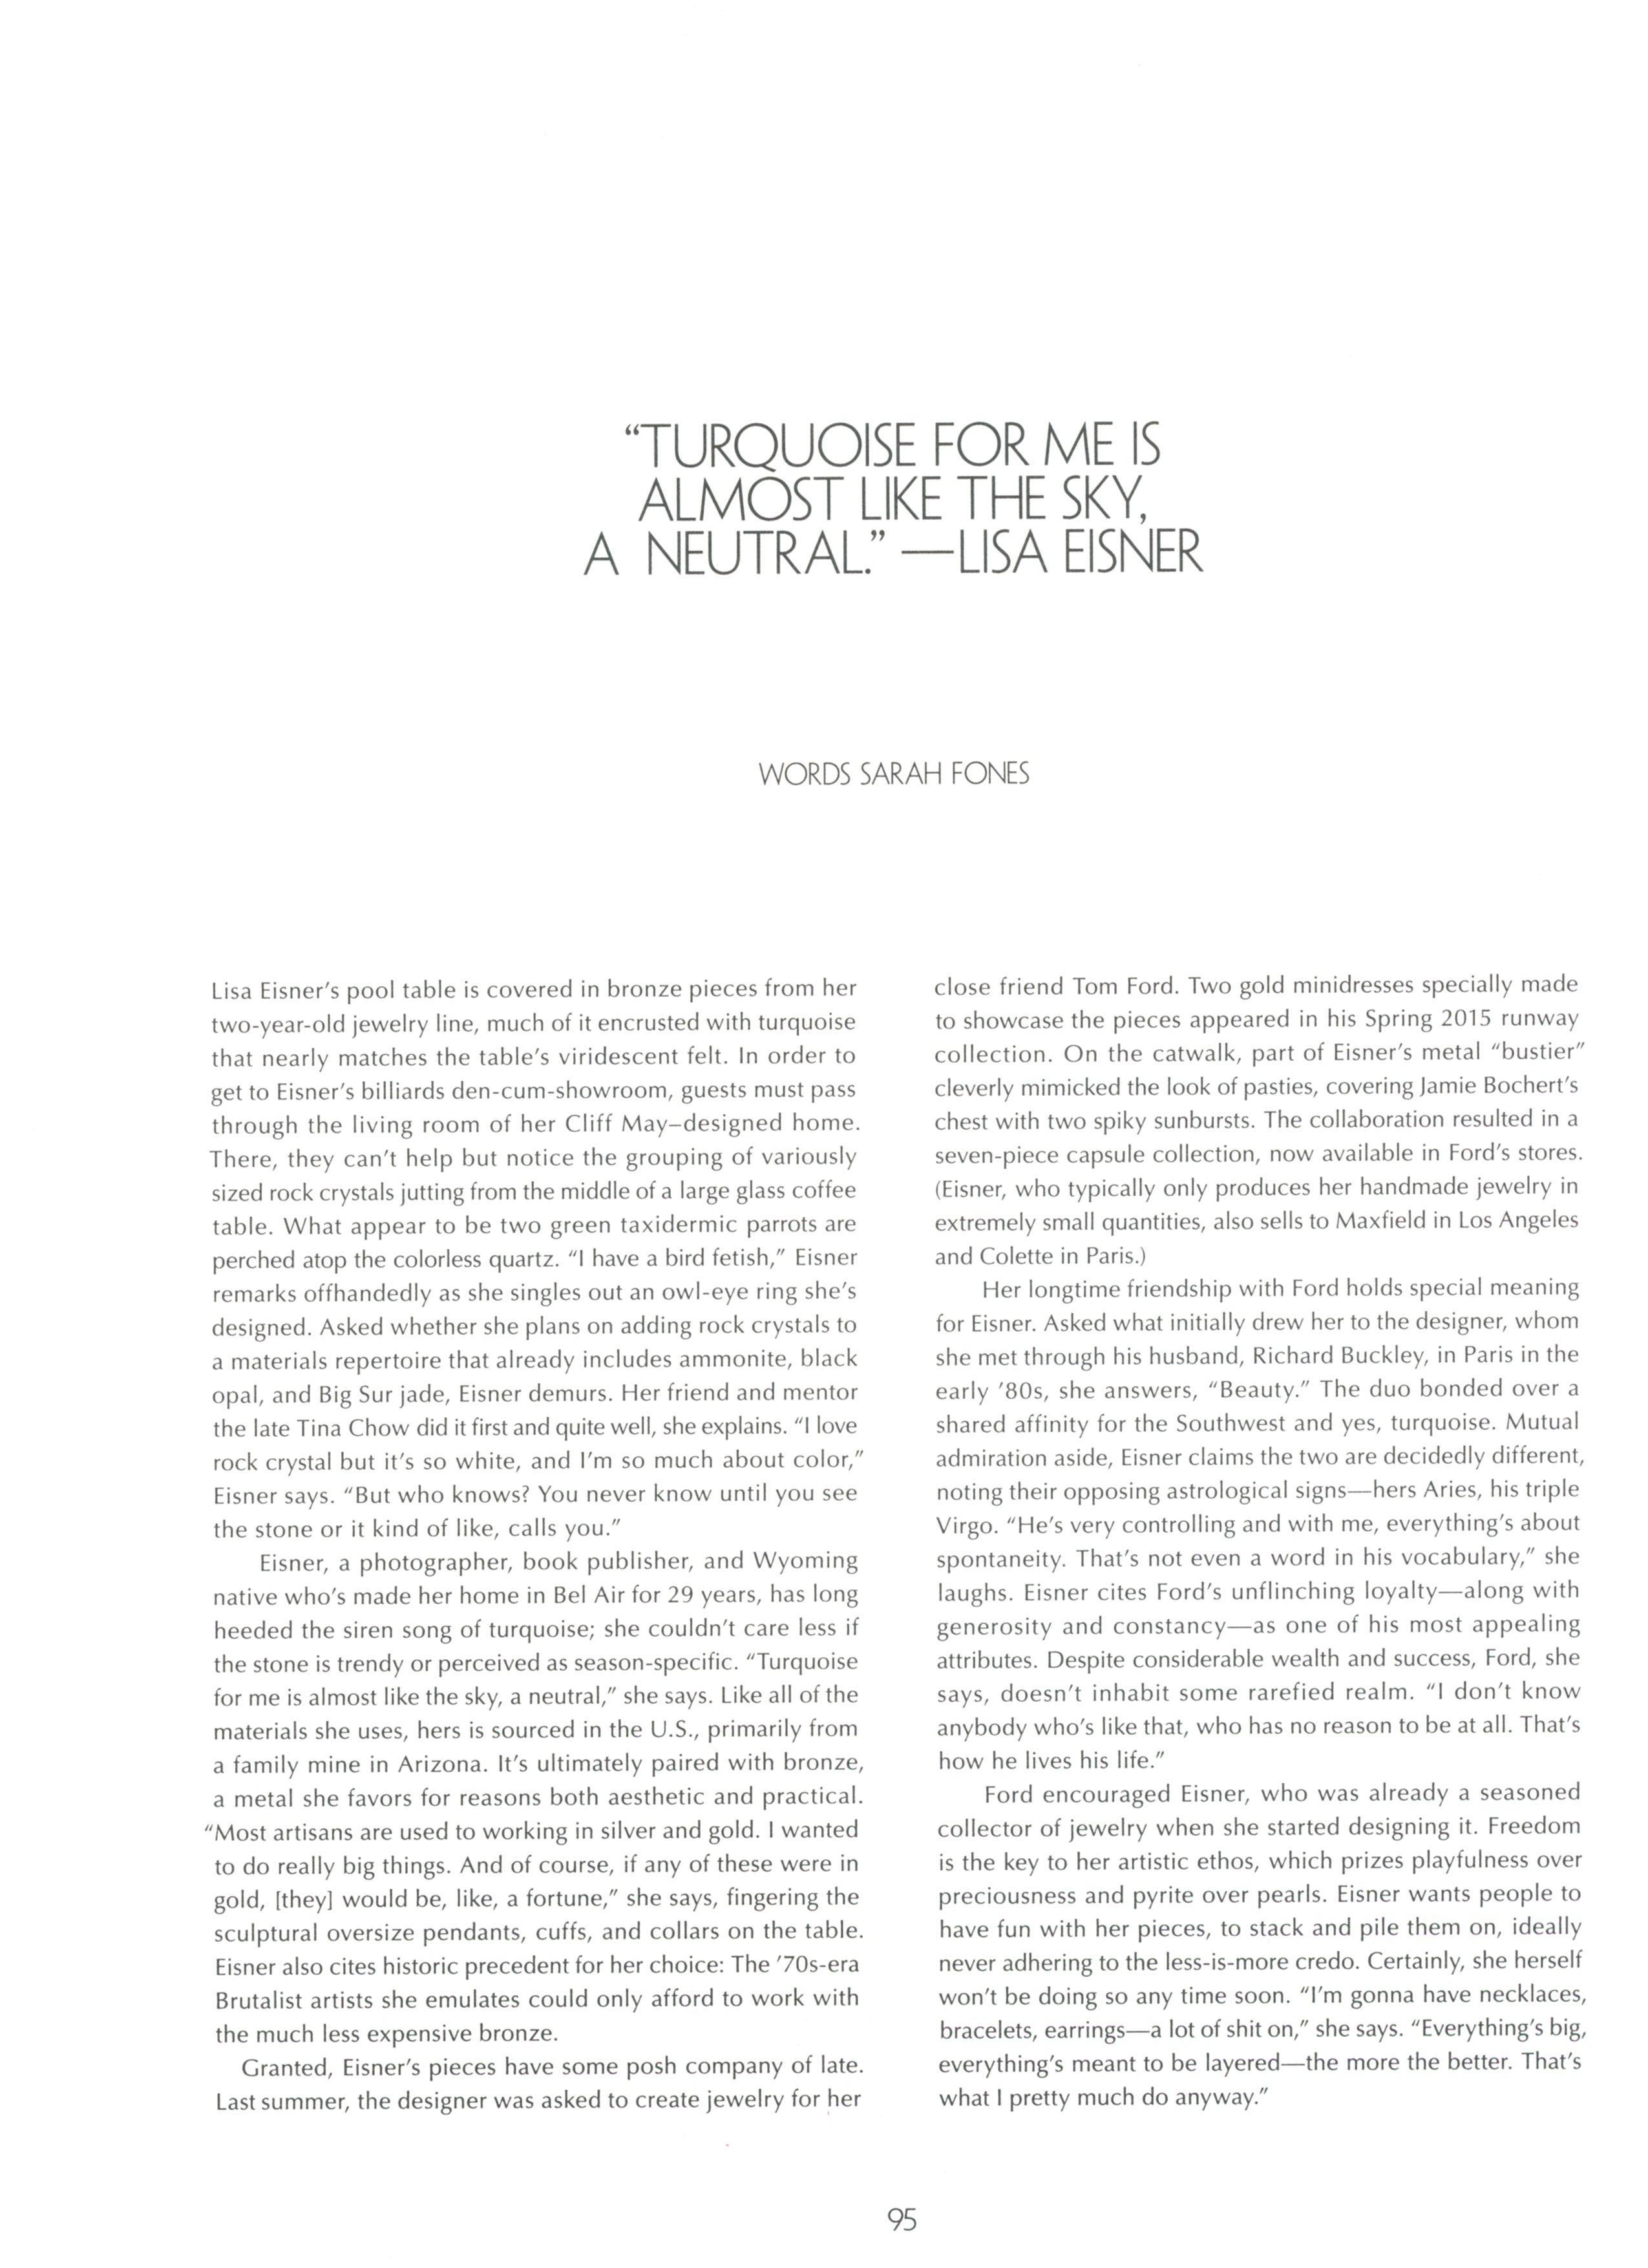 “TURQUOISE FOR ME IS
ALMOST LIKE THE SKY,
A NEUTRAL.” —LISA EISNER
WORDS SARAH FONES
Lisa Eisner’s pool table is covered in bronze pieces from her
two-year-old jewelry line, much of it encrusted with turquoise
that nearly matches the table’s viridescent felt. In order to
get to Eisner’s billiards den-cum-showroom, guests must pass
through the living room of her Cliff May–designed home.
There, they can’t help but notice the grouping of variously
sized rock crystals jutting from the middle of a large glass coffee
table. What appear to be two green taxidermic parrots are
perched atop the colorless quartz. “I have a bird fetish,” Eisner
remarks offhandedly as she singles out an owl-eye ring she’s
designed. Asked whether she plans on adding rock crystals to
a materials repertoire that already includes ammonite, black
opal, and Big Sur jade, Eisner demurs. Her friend and mentor
the late Tina Chow did it first and quite well, she explains. “I love
rock crystal but it’s so white, and I’m so much about color,”
Eisner says. “But who knows? You never know until you see
the stone or it kind of like, calls you.”
Eisner, a photographer, book publisher, and Wyoming
native who’s made her home in Bel Air for 29 years, has long
heeded the siren song of turquoise; she couldn’t care less if
the stone is trendy or perceived as season-specific. “Turquoise
for me is almost like the sky, a neutral,” she says. Like all of the
materials she uses, hers is sourced in the U.S., primarily from
a family mine in Arizona. It’s ultimately paired with bronze,
a metal she favors for reasons both aesthetic and practical.
“Most artisans are used to working in silver and gold. I wanted
to do really big things. And of course, if any of these were in
gold, [they] would be, like, a fortune,” she says, fingering the
sculptural oversize pendants, cuffs, and collars on the table.
Eisner also cites historic precedent for her choice: The ’70s-era
Brutalist artists she emulates could only afford to work with
the much less expensive bronze.
Granted, Eisner’s pieces have some posh company of late.
Last summer, the designer was asked to create jewelry for her
close friend Tom Ford. Two gold minidresses specially made
to showcase the pieces appeared in his Spring 2015 runway
collection. On the catwalk, part of Eisner’s metal “bustier”
cleverly mimicked the look of pasties, covering Jamie Bochert’s
chest with two spiky sunbursts. The collaboration resulted in a
seven-piece capsule collection, now available in Ford’s stores.
(Eisner, who typically only produces her handmade jewelry in
extremely small quantities, also sells to Maxfield in Los Angeles
and Colette in Paris.)
Her longtime friendship with Ford holds special meaning
for Eisner. Asked what initially drew her to the designer, whom
she met through his husband, Richard Buckley, in Paris in the
early ’80s, she answers, “Beauty.” The duo bonded over a
shared affinity for the Southwest and yes, turquoise. Mutual
admiration aside, Eisner claims the two are decidedly different,
noting their opposing astrological signs—hers Aries, his triple
Virgo. “He’s very controlling and with me, everything’s about
spontaneity. That’s not even a word in his vocabulary,” she
laughs. Eisner cites Ford’s unflinching loyalty—along with
generosity and constancy—as one of his most appealing
attributes. Despite considerable wealth and success, Ford, she
says, doesn’t inhabit some rarefied realm. “I don’t know
anybody who’s like that, who has no reason to be at all. That’s
how he lives his life.”
Ford encouraged Eisner, who was already a seasoned
collector of jewelry when she started designing it. Freedom
is the key to her artistic ethos, which prizes playfulness over
preciousness and pyrite over pearls. Eisner wants people to
have fun with her pieces, to stack and pile them on, ideally
never adhering to the less-is-more credo. Certainly, she herself
won’t be doing so any time soon. “I’m gonna have necklaces,
bracelets, earrings—a lot of shit on,” she says. “Everything’s big,
everything’s meant to be layered—the more the better. That’s
what I pretty much do anyway.”
95